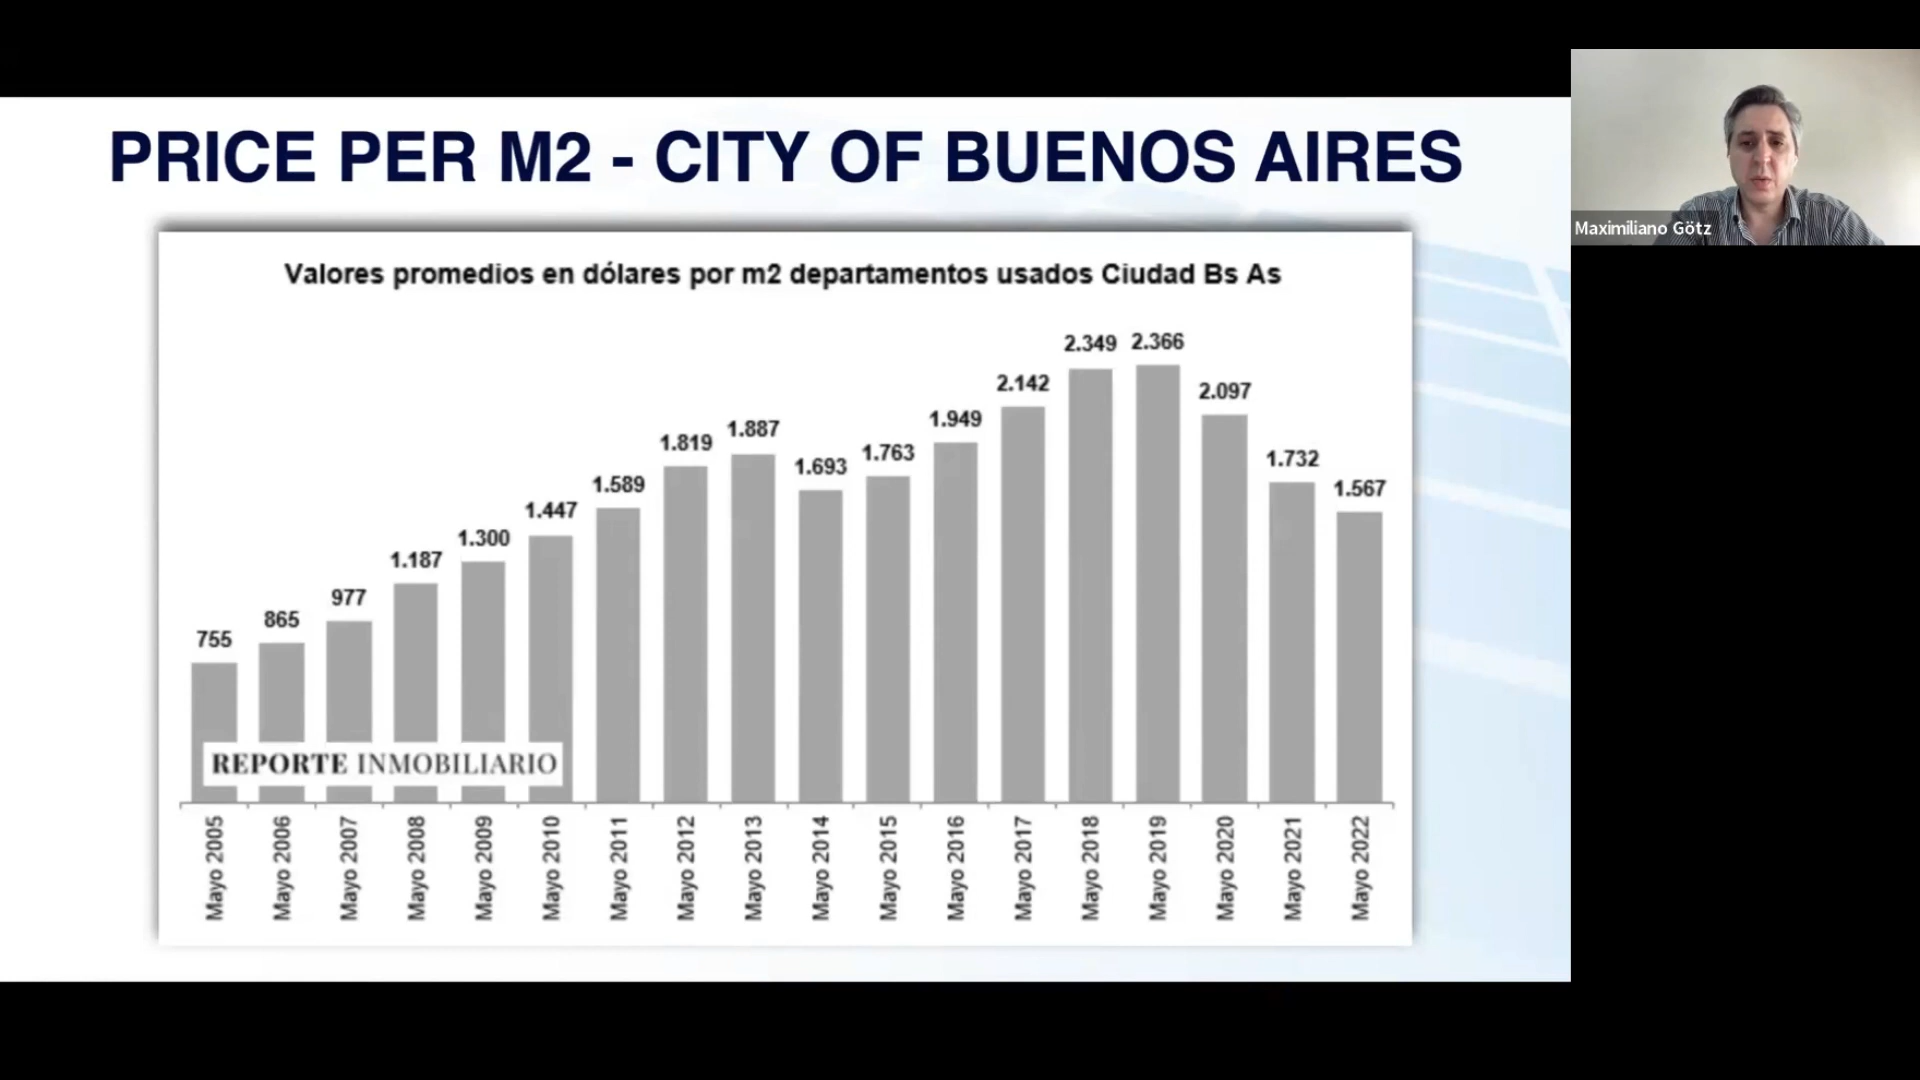 PRICE PER M2 - CITY OF BUENOS AIRES
Maximiliano Götz
Valores promedios en dólares por m2 departamentos usados Ciudad Bs As
755
865
977
1.187
1.300
1.447
1.589
1.819
1.887
1.693
1.763
1.949
2.142
2.349
2.366
2.097
1.732
1.567
REPORTE INMOBILIARIO
Mayo 2005
Mayo 2006
Mayo 2007
Mayo 2008
Mayo 2009
Mayo 2010
Mayo 2011
Mayo 2012
Mayo 2013
Mayo 2014
Mayo 2015
Mayo 2016
Mayo 2017
Mayo 2018
Mayo 2019
Mayo 2020
Mayo 2021
Mayo 2022